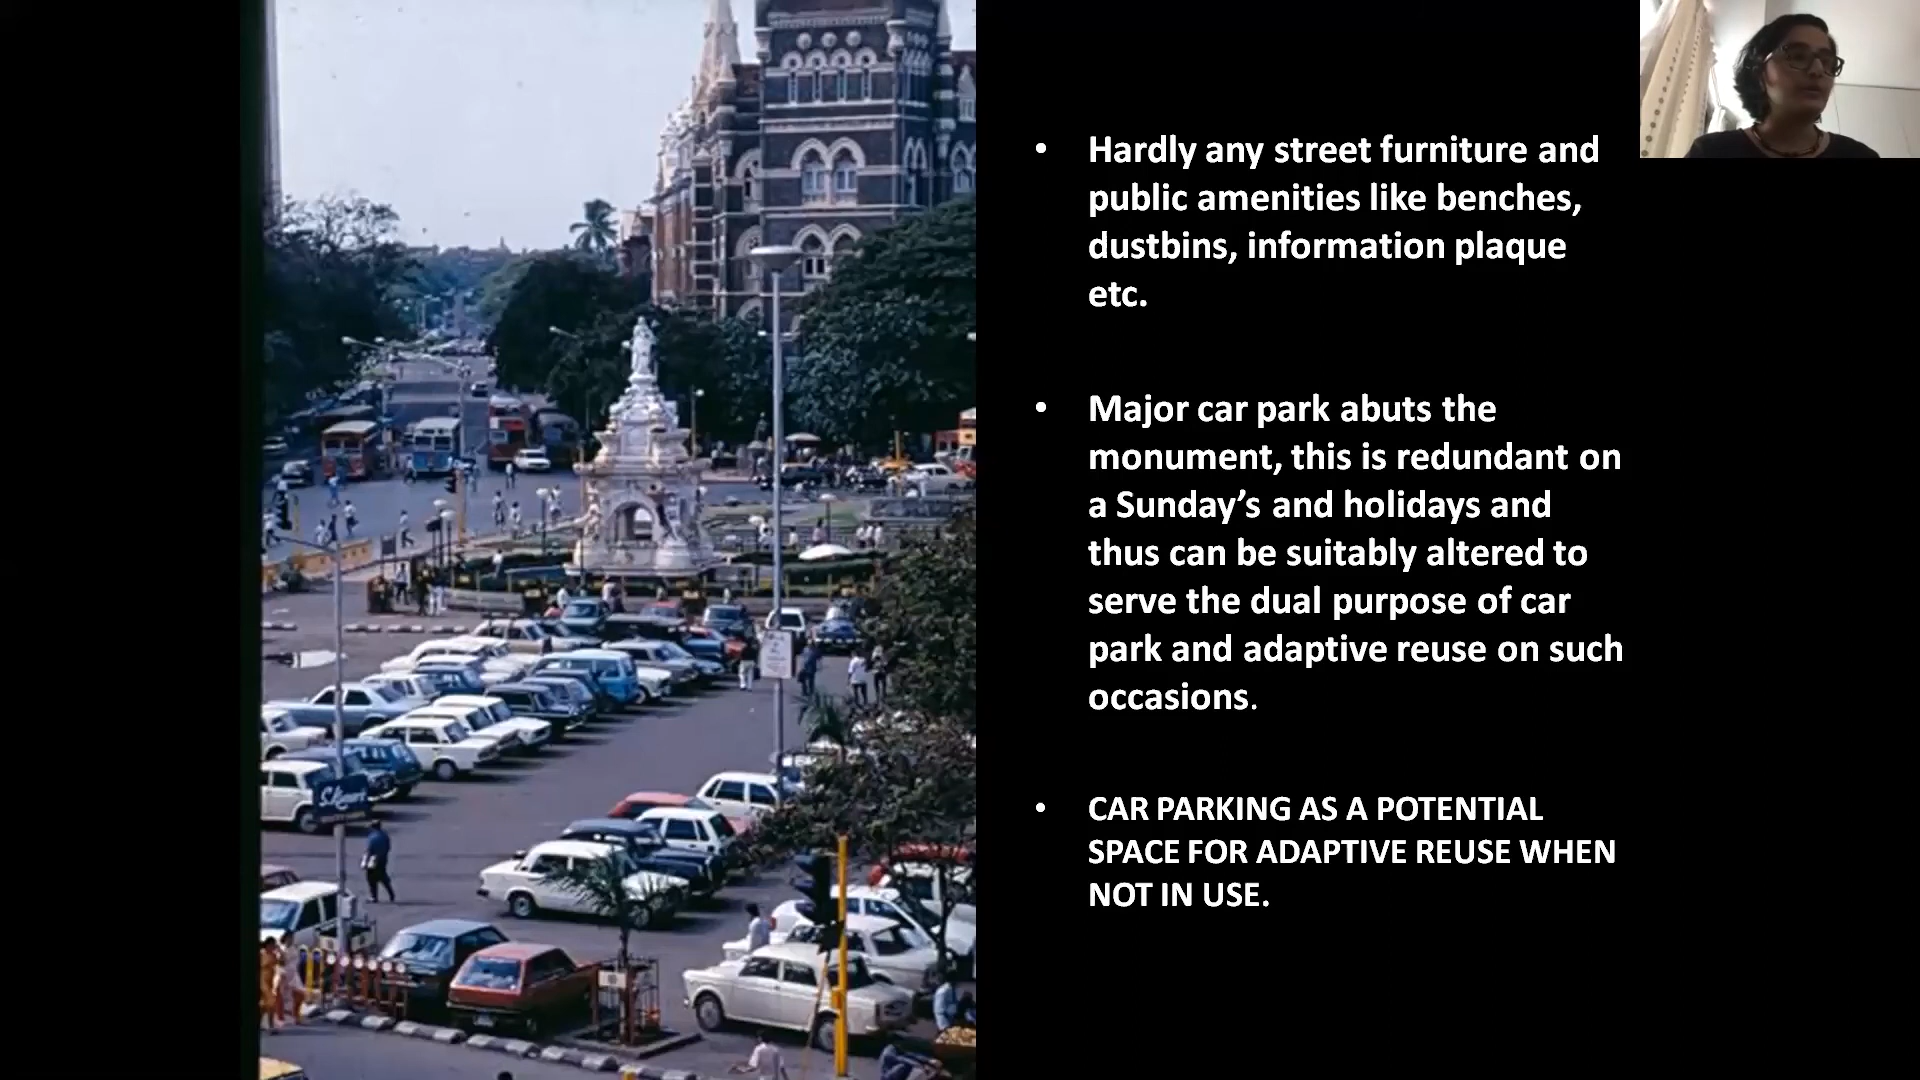 • Hardly any street furniture and
public amenities like benches,
dustbins, information plaque
etc.
• Major car park abuts the
monument, this is redundant on
a Sunday’s and holidays and
thus can be suitably altered to
serve the dual purpose of car
park and adaptive reuse on such
occasions.
• CAR PARKING AS A POTENTIAL
SPACE FOR ADAPTIVE REUSE WHEN
NOT IN USE.